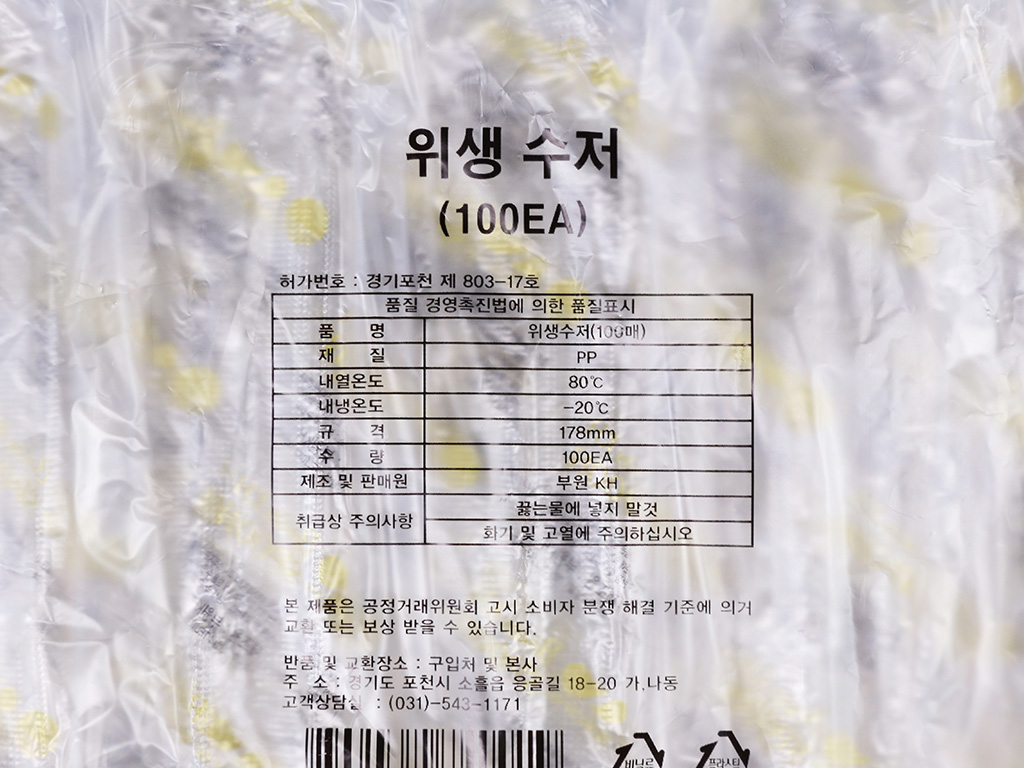 위생 수저
(100EA)
허가번호 : 경기포천 제 803-17호
품질 경영촉진법에 의한 품질표시
품 명 위생수저(100매)
재 질 PP
내열온도 80℃
내냉온도 -20℃
규 격 178mm
수 량 100EA
제조 및 판매원 부원 KH
취급상 주의사항 끓는물에 넣지 말것
화기 및 고열에 주의하십시오
본 제품은 공정거래위원회 고시 소비자 분쟁 해결 기준에 의거
교환 또는 보상 받을 수 있습니다.
반품 및 교환장소 : 구입처 및 본사
주 소 : 경기도 포천시 소흘읍 응골길 18-20 가.나동
고객상담실 : (031)-543-1171
비닐류 플라스틱